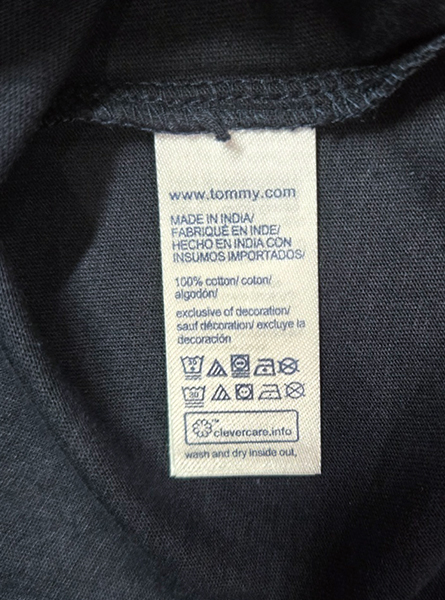 www.tommy.com
MADE IN INDIA/
FABRIQUÉ EN INDE/
HECHO EN INDIA CON
INSUMOS IMPORTADOS/
100% cotton/ coton/
algodón/
exclusive of decoration/
sauf décoration/ excluye la
decoración
30
30
clevercare.info
wash and dry inside out,